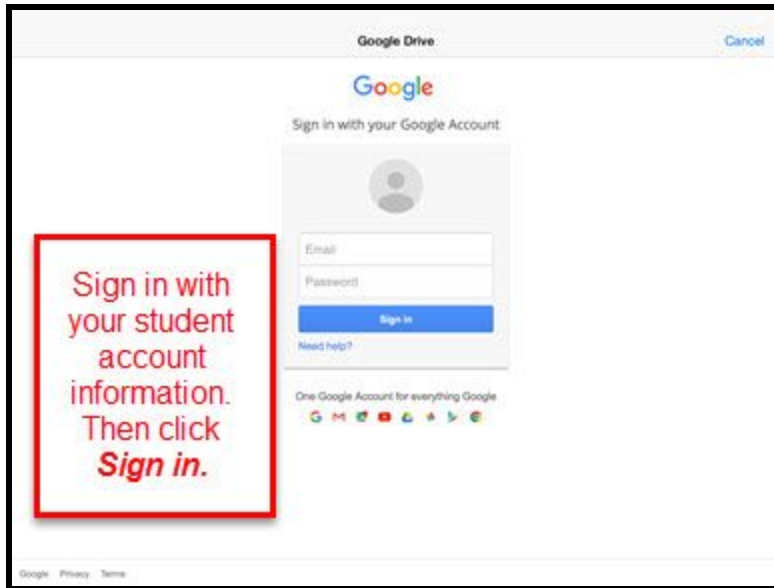 Google Drive
Cancel
Google
Sign in with your Google Account
Email
Password
Sign in
Need help?
Sign in with
your student
account
information.
Then click
Sign in.
One Google Account for everything Google
Google Privacy Terms